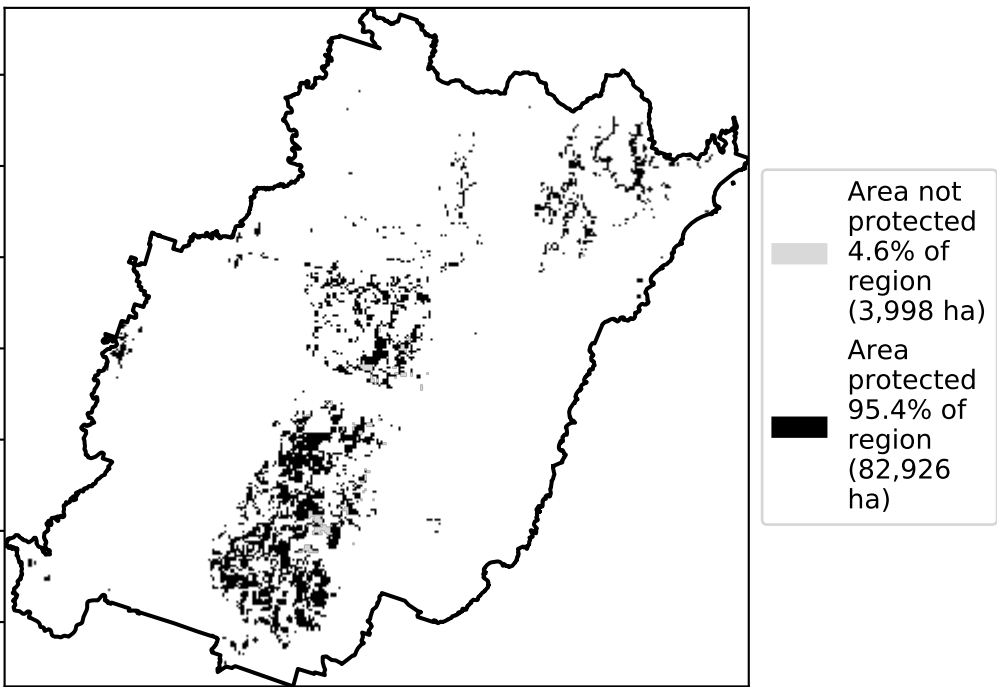 Area not
protected
4.6% of
region
(3,998 ha)
Area
protected
95.4% of
region
(82,926
ha)